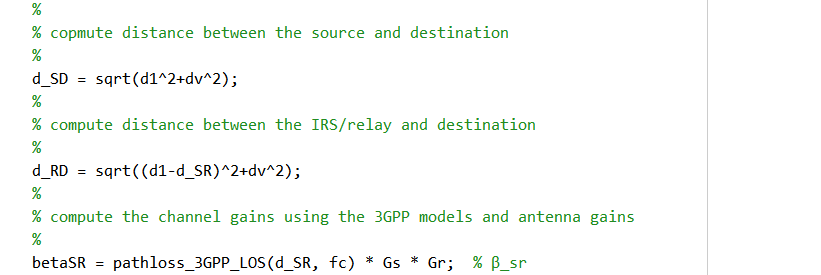 %
% copmute distance between the source and destination
%
d_SD = sqrt(d1^2+dv^2);
%
% compute distance between the IRS/relay and destination
%
d_RD = sqrt((d1-d_SR)^2+dv^2);
%
% compute the channel gains using the 3GPP models and antenna gains
%
betaSR = pathloss_3GPP_LOS(d_SR, fc) * Gs * Gr;  % β_sr